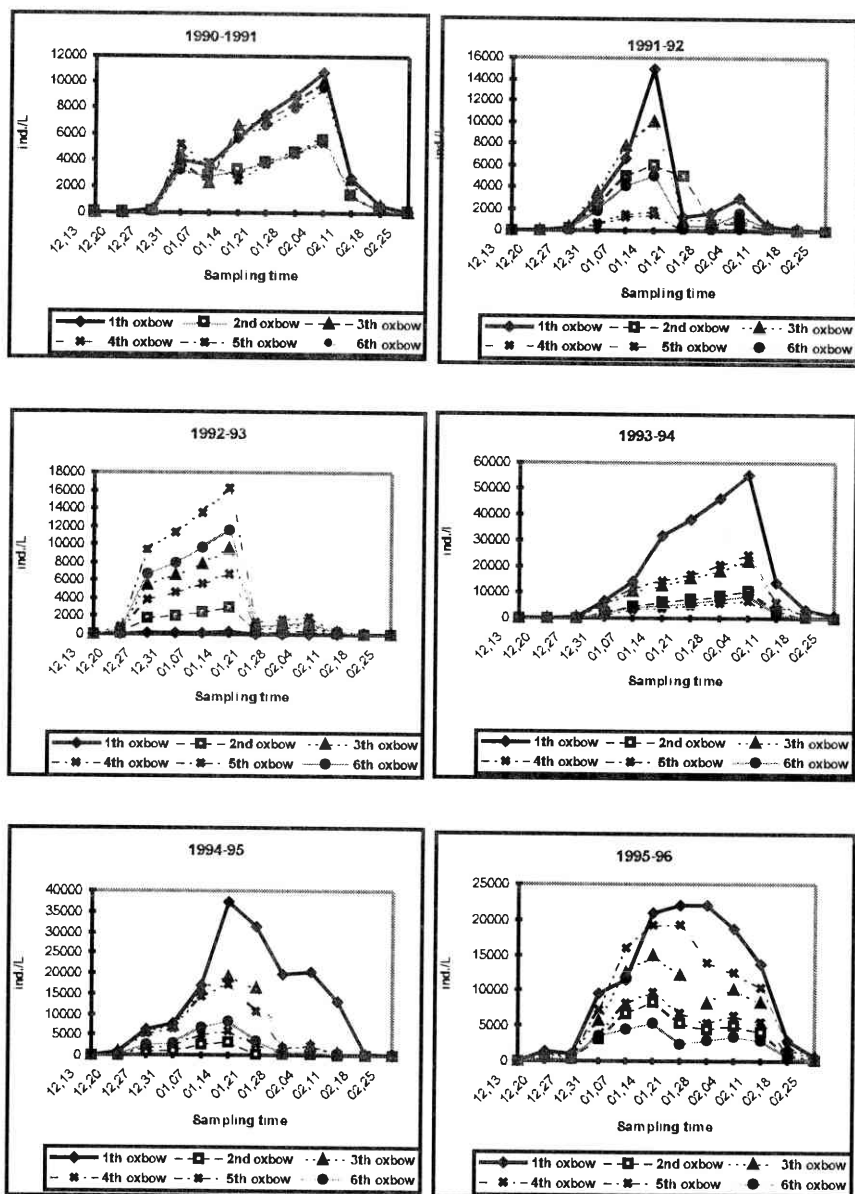 1990-1991
12000
10000
8000
6000
4000
2000
0
ind./L
12,13 12,20 12,27 12,31 01,07 01,14 01,21 01,28 02,04 02,11 02,18 02,25
Sampling time
1th oxbow 2nd oxbow 3th oxbow
4th oxbow 5th oxbow 6th oxbow
1991-92
16000
14000
12000
10000
8000
6000
4000
2000
0
ind./L
12,13 12,20 12,27 12,31 01,07 01,14 01,21 01,28 02,04 02,11 02,18 02,25
Sampling time
1th oxbow 2nd oxbow 3th oxbow
4th oxbow 5th oxbow 6th oxbow
1992-93
18000
16000
14000
12000
10000
8000
6000
4000
2000
0
ind./L
12,13 12,20 12,27 12,31 01,07 01,14 01,21 01,28 02,04 02,11 02,18 02,25
Sampling time
1th oxbow 2nd oxbow 3th oxbow
4th oxbow 5th oxbow 6th oxbow
1993-94
60000
50000
40000
30000
20000
10000
0
ind./l
12,13 12,20 12,27 12,31 01,07 01,14 01,21 01,28 02,04 02,11 02,18 02,25
Sampling time
1th oxbow 2nd oxbow 3th oxbow
4th oxbow 5th oxbow 6th oxbow
1994-95
40000
35000
30000
25000
20000
15000
10000
5000
0
ind./L
12,13 12,20 12,27 12,31 01,07 01,14 01,21 01,28 02,04 02,11 02,18 02,25
Sampling time
1th oxbow 2nd oxbow 3th oxbow
4th oxbow 5th oxbow 6th oxbow
1995-96
25000
20000
15000
10000
5000
0
ind./L
12,13 12,20 12,27 12,31 01,07 01,14 01,21 01,28 02,04 02,11 02,18 02,25
Sampling time
1th oxbow 2nd oxbow 3th oxbow
4th oxbow 5th oxbow 6th oxbow